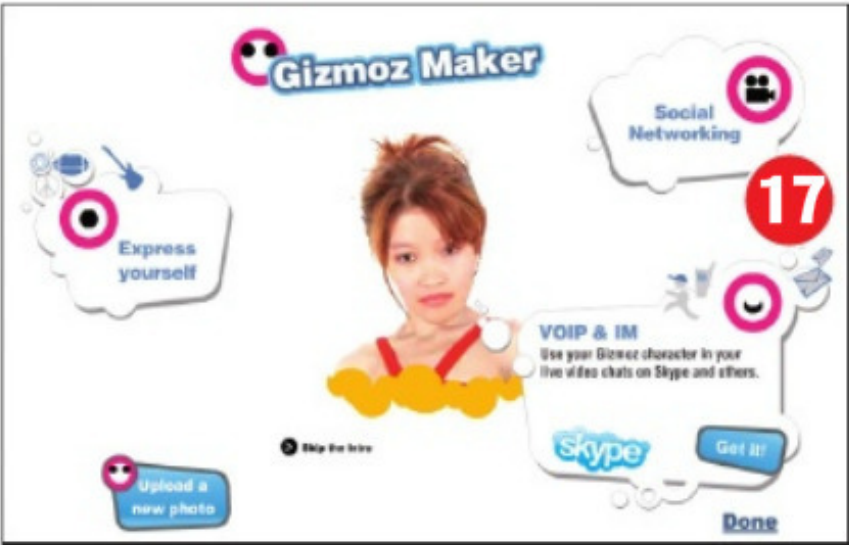 Gizmoz Maker
Social
Networking
17
Express
yourself
VOIP & IM
Use your Gizmoz character in your
live video chats on Skype and others.
Skip the Intro
skype
Get it!
Upload a
new photo
Done